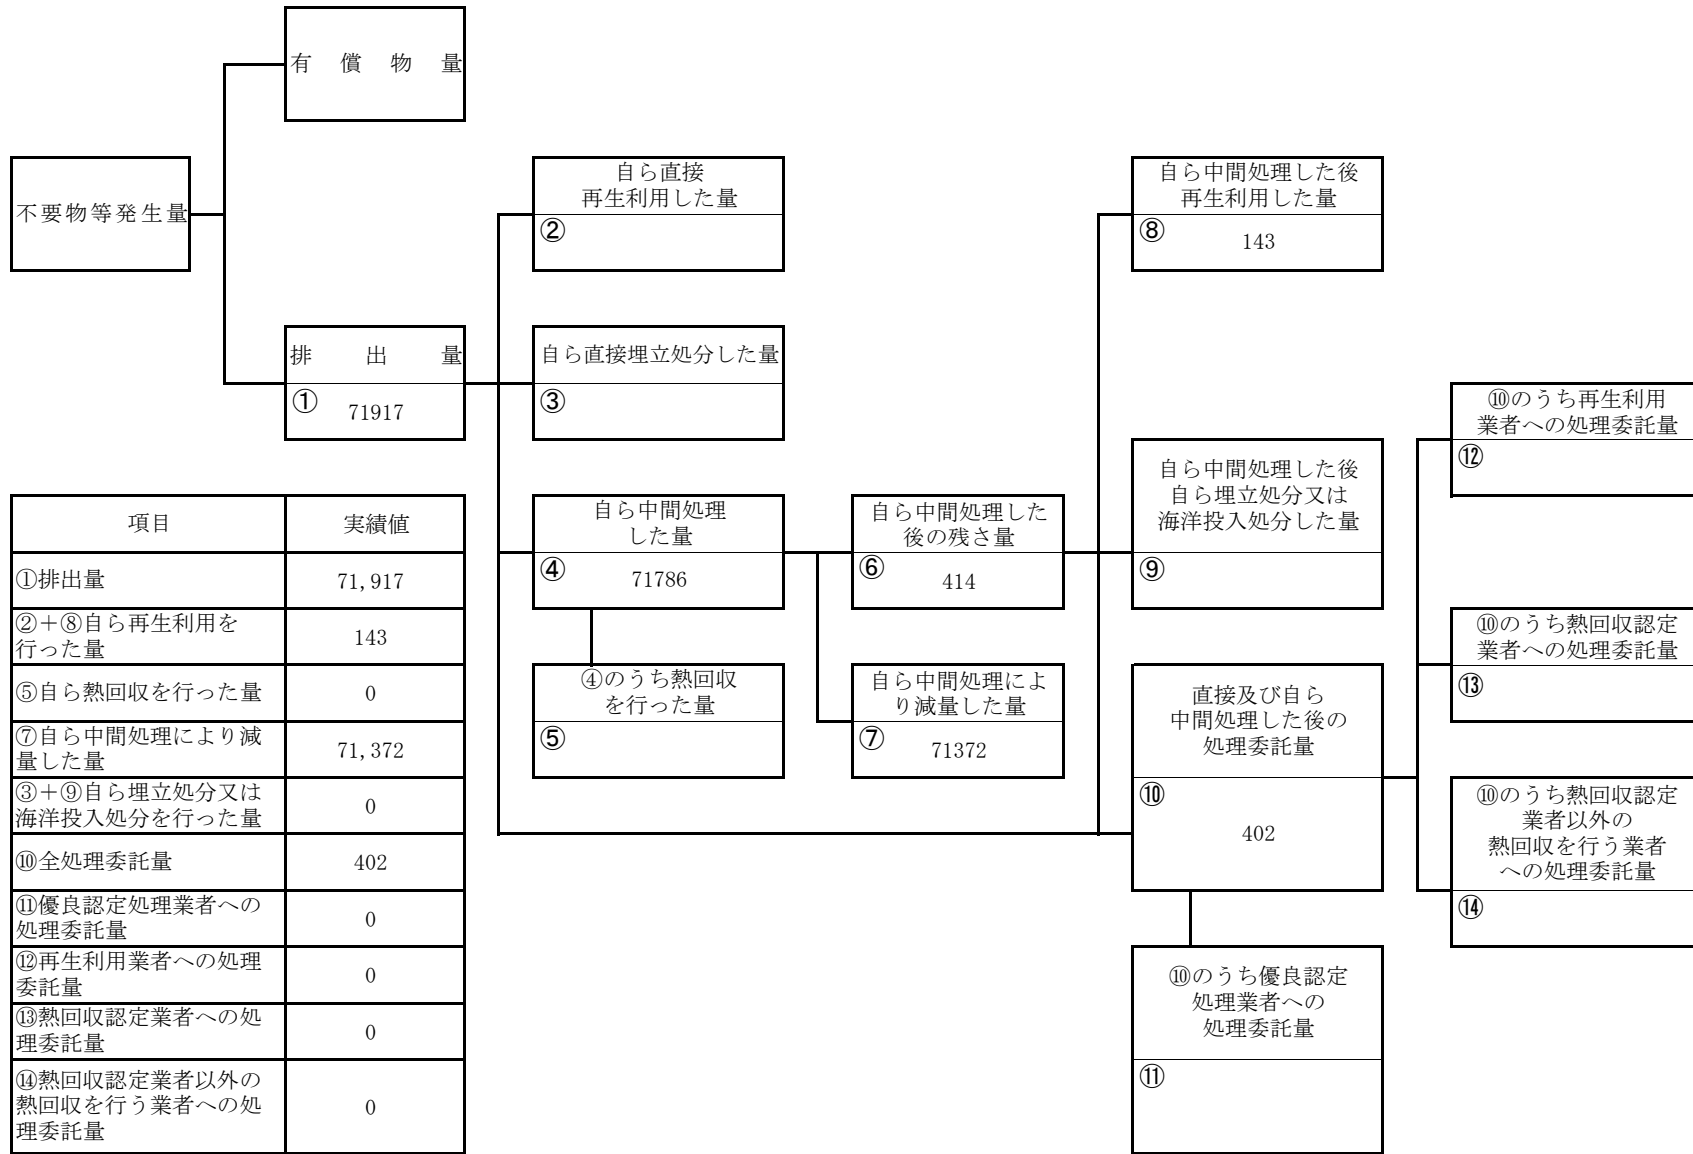 有償物量
不要物等発生量
排出量
①
71917
自ら直接
再生利用した量
②
自ら直接埋立処分した量
③
自ら中間処理
した量
④
71786
④のうち熱回収
を行った量
⑤
自ら中間処理した
後の残さ量
⑥
414
自ら中間処理によ
り減量した量
⑦
71372
自ら中間処理した後
再生利用した量
⑧
143
自ら中間処理した後
自ら埋立処分又は
海洋投入処分した量
⑨
直接及び自ら
中間処理した後の
処理委託量
⑩
402
⑩のうち優良認定
処理業者への
処理委託量
⑪
⑩のうち再生利用
業者への処理委託量
⑫
⑩のうち熱回収認定
業者への処理委託量
⑬
⑩のうち熱回収認定
業者以外の
熱回収を行う業者
への処理委託量
⑭
項目 実績値
①排出量 71,917
②+⑧自ら再生利用を
行った量 143
⑤自ら熱回収を行った量 0
⑦自ら中間処理により減
量した量 71,372
③+⑨自ら埋立処分又は
海洋投入処分を行った量 0
⑩全処理委託量 402
⑪優良認定処理業者への
処理委託量 0
⑫再生利用業者への処理
委託量 0
⑬熱回収認定業者への処
理委託量 0
⑭熱回収認定業者以外の
熱回収を行う業者への処
理委託量 0